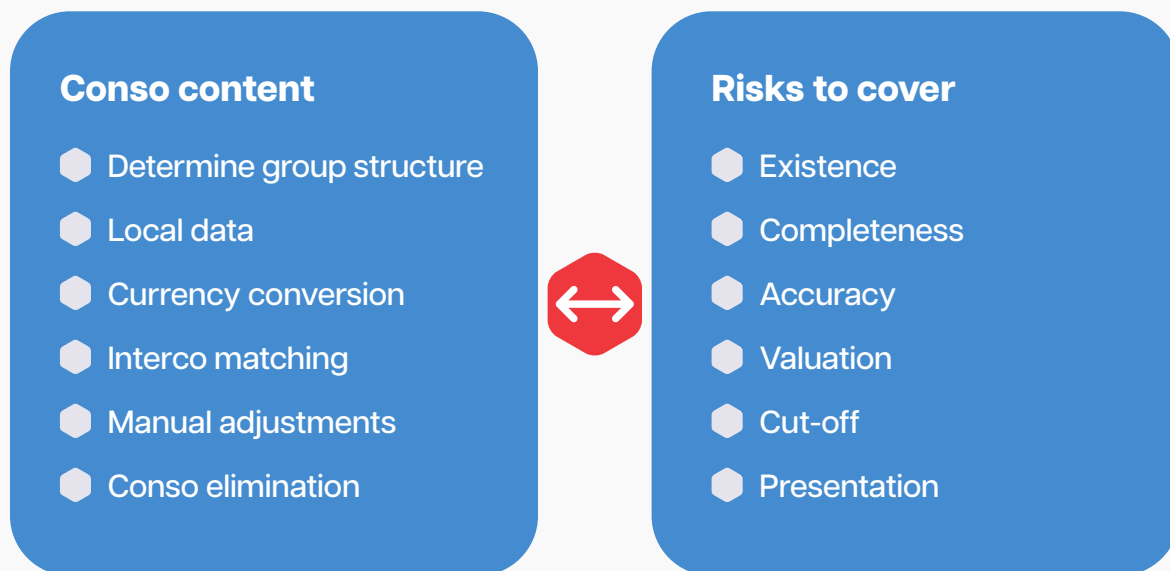 Conso content
Determine group structure
Local data
Currency conversion
Interco matching
Manual adjustments
Conso elimination
Risks to cover
Existence
Completeness
Accuracy
Valuation
Cut-off
Presentation